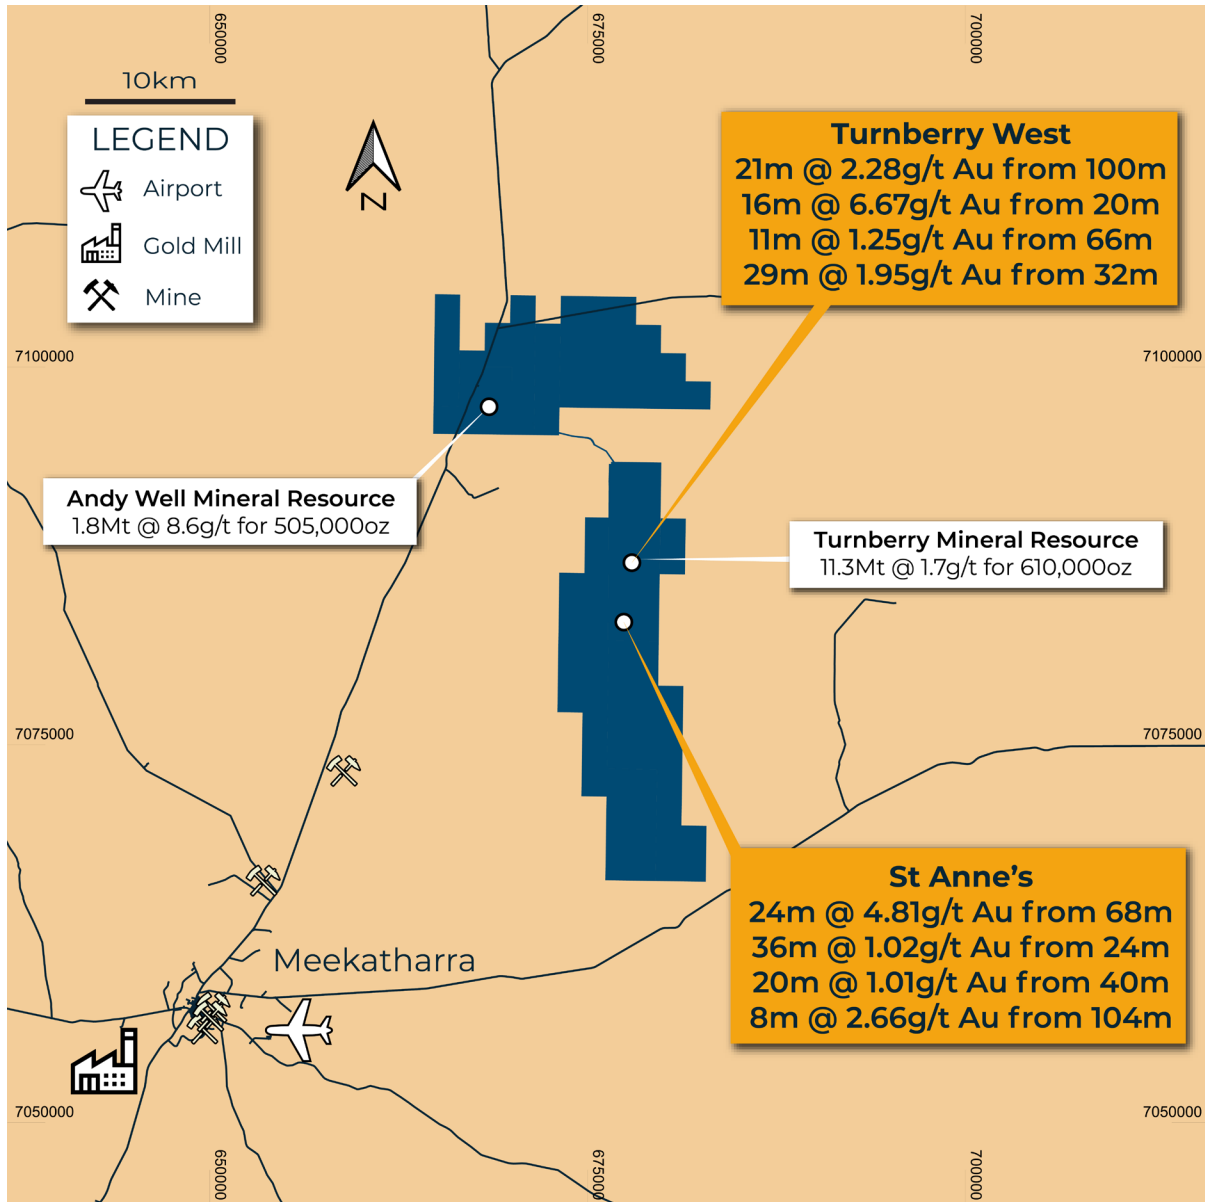 650000
675000
700000
10km
LEGEND
Airport
Gold Mill
Mine
N
Turnberry West
21m @ 2.28g/t Au from 100m
16m @ 6.67g/t Au from 20m
11m @ 1.25g/t Au from 66m
29m @ 1.95g/t Au from 32m
7100000
7100000
Andy Well Mineral Resource
1.8Mt @ 8.6g/t for 505,000oz
Turnberry Mineral Resource
11.3Mt @ 1.7g/t for 610,000oz
7075000
7075000
St Anne's
24m @ 4.81g/t Au from 68m
36m @ 1.02g/t Au from 24m
20m @ 1.01g/t Au from 40m
8m @ 2.66g/t Au from 104m
Meekatharra
7050000
7050000
650000
675000
700000